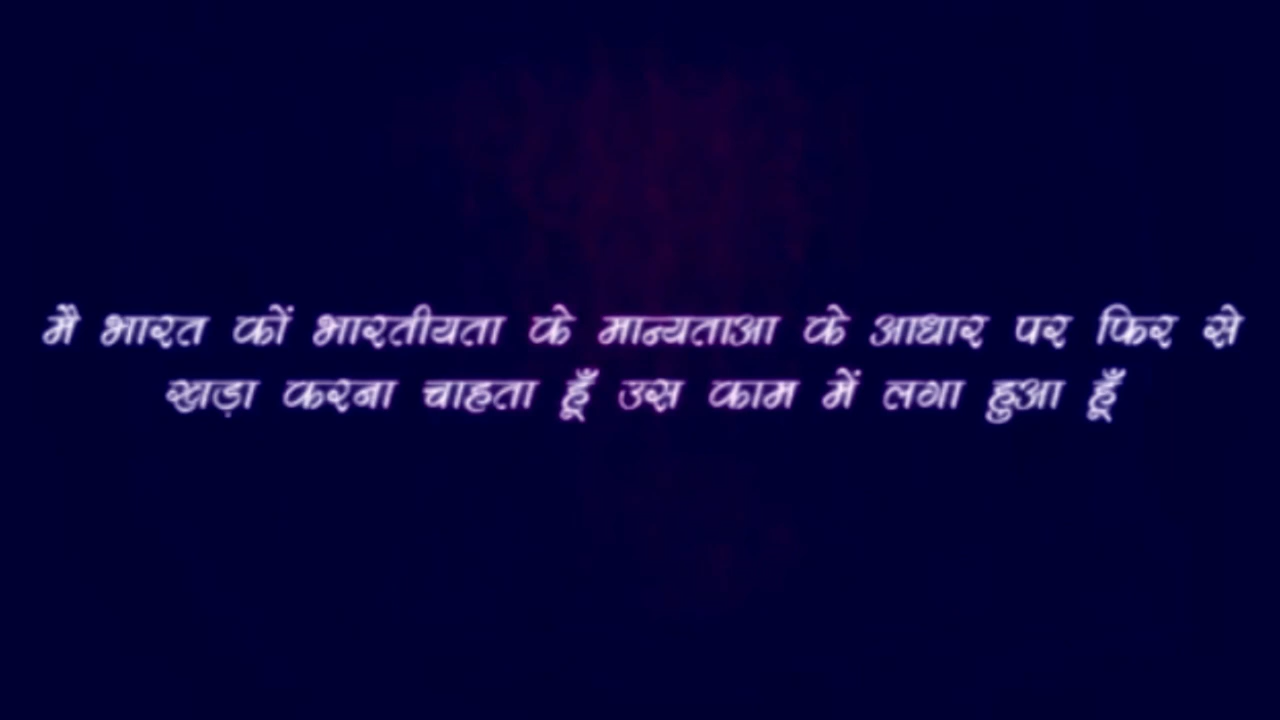 मै भारत कों भारतीयता के मान्यताआ के आधार पर फिर से
खड़ा करना चाहता हूँ उस काम में लगा हुआ हूँ